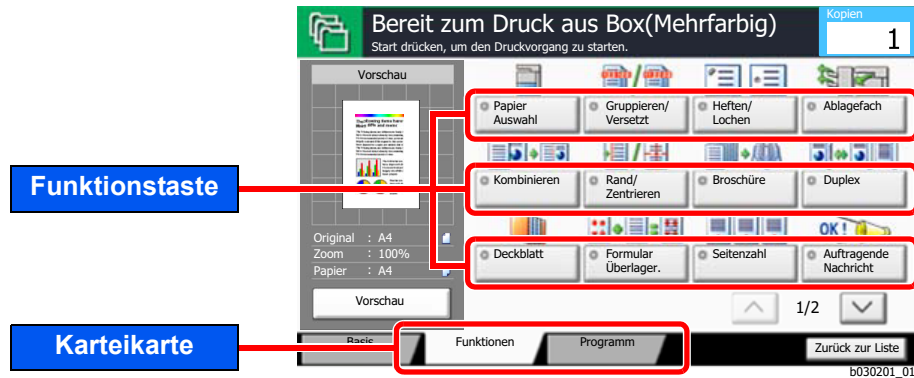 Bereit zum Druck aus Box(Mehrfarbig)
Start drücken, um den Druckvorgang zu starten.
Kopien
1
Vorschau
Papier
Auswahl
Gruppieren/
Versetzt
Heften/
Lochen
Ablagefach
Funktionstaste
Kombinieren
Rand/
Zentrieren
Broschüre
Duplex
OK!
Original : A4
Zoom : 100%
Papier : A4
Deckblatt
Formular
Überlager.
Seitenzahl
Auftragende
Nachricht
Vorschau
1/2
Karteikarte
Basis
Funktionen
Programm
Zurück zur Liste
b030201_01